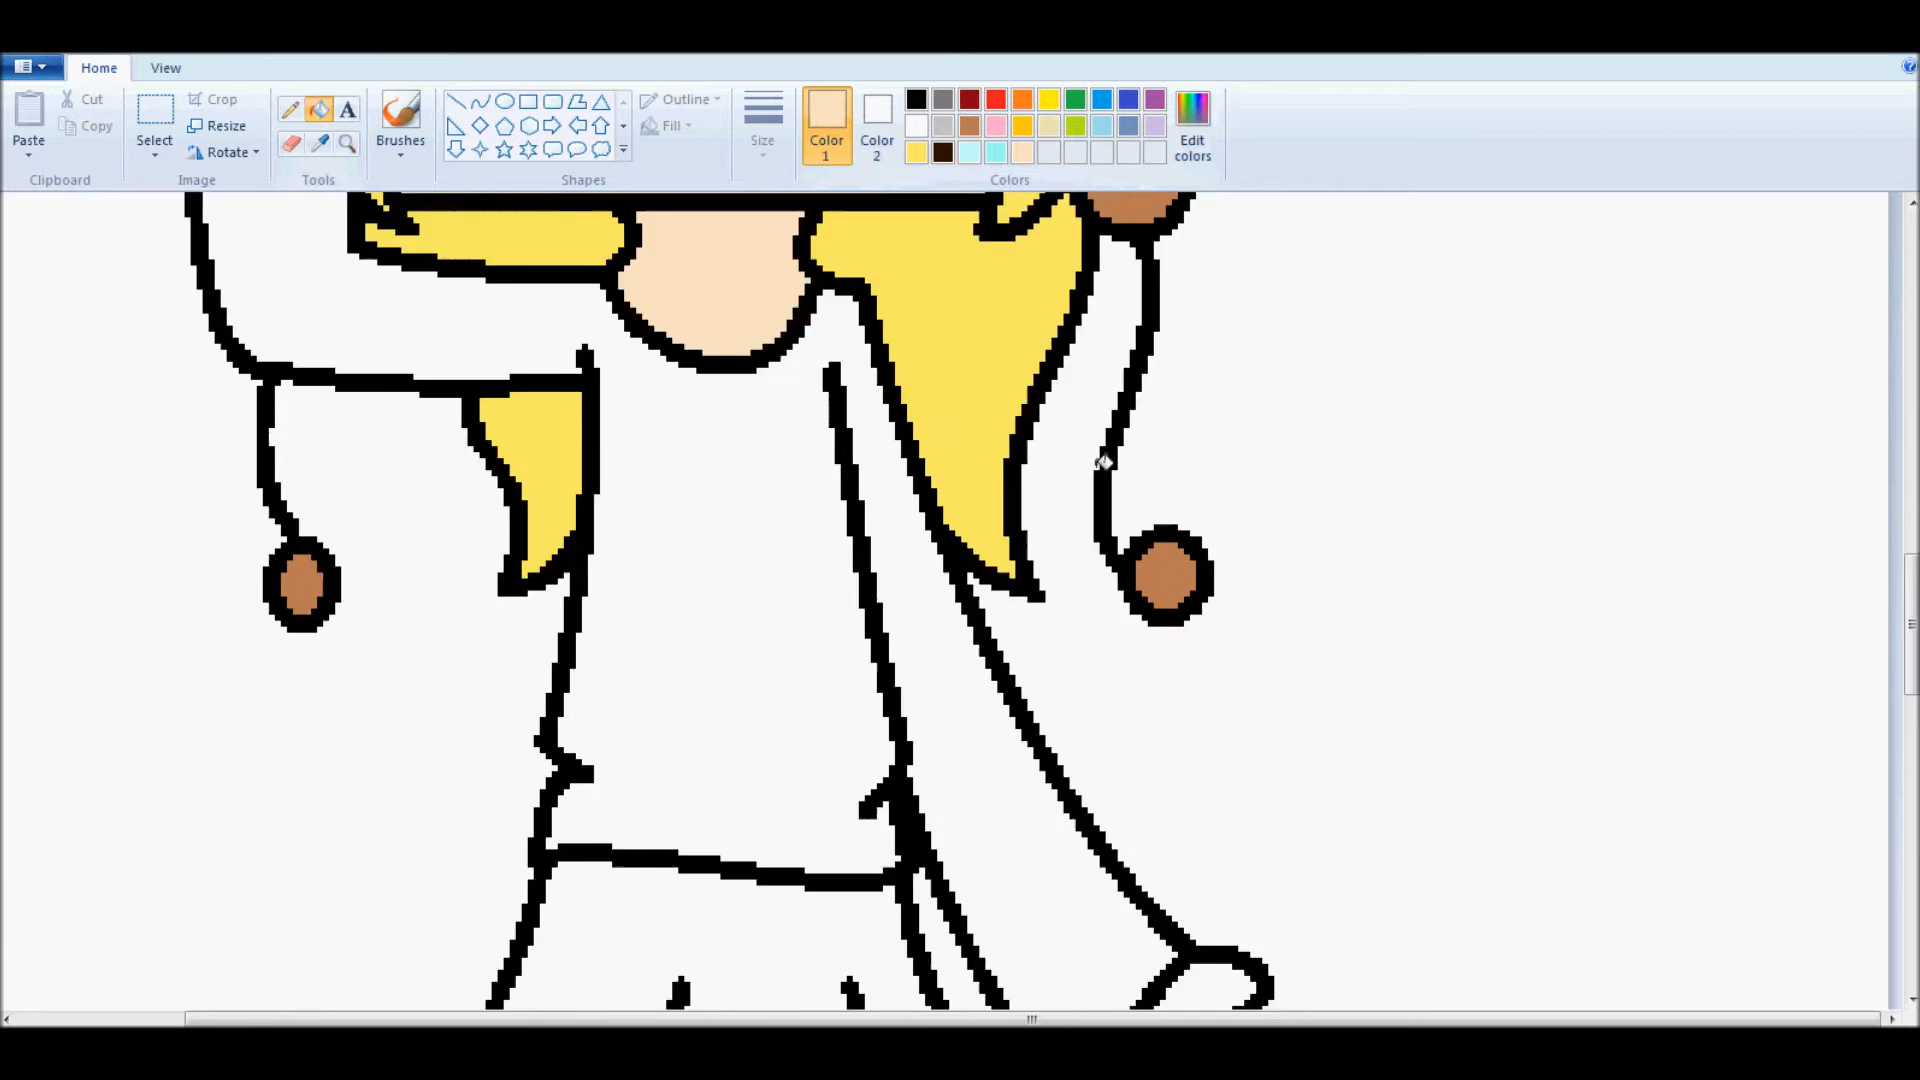 Home View
Paste
Cut
Copy
Clipboard
Select
Crop
Resize
Rotate
Image
A
Tools
Brushes
Shapes
Outline
Fill
Size
Color
1
Color
2
Edit
colors
Colors
?